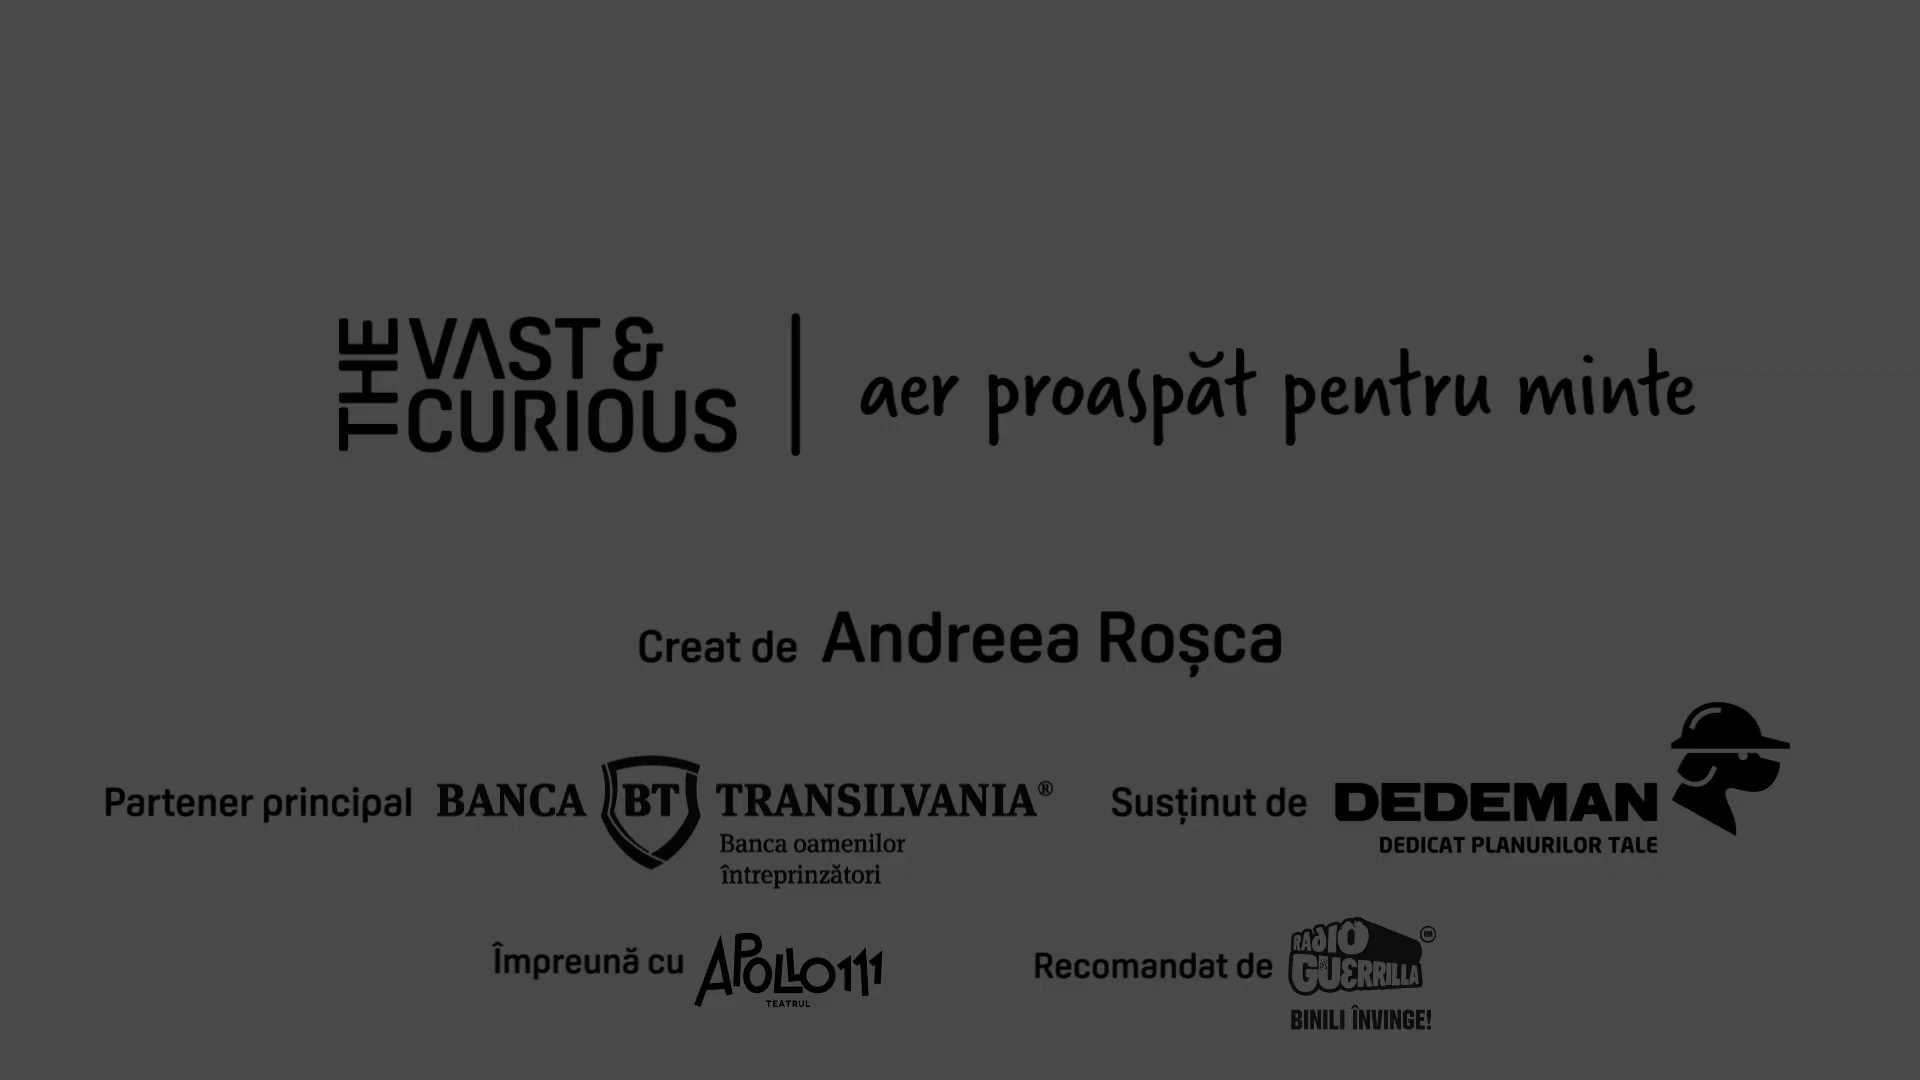 THE VAST & CURIOUS
aer proaspăt pentru minte
Creat de Andreea Roșca
Partener principal BANCA BT TRANSILVANIA®
Banca oamenilor
întreprinzători
Susținut de DEDEMAN
DEDICAT PLANURILOR TALE
Împreună cu APOLLO111
TEATRUL
Recomandat de RADIO GUERRILLA FM
BINILI ÎNVINGE!